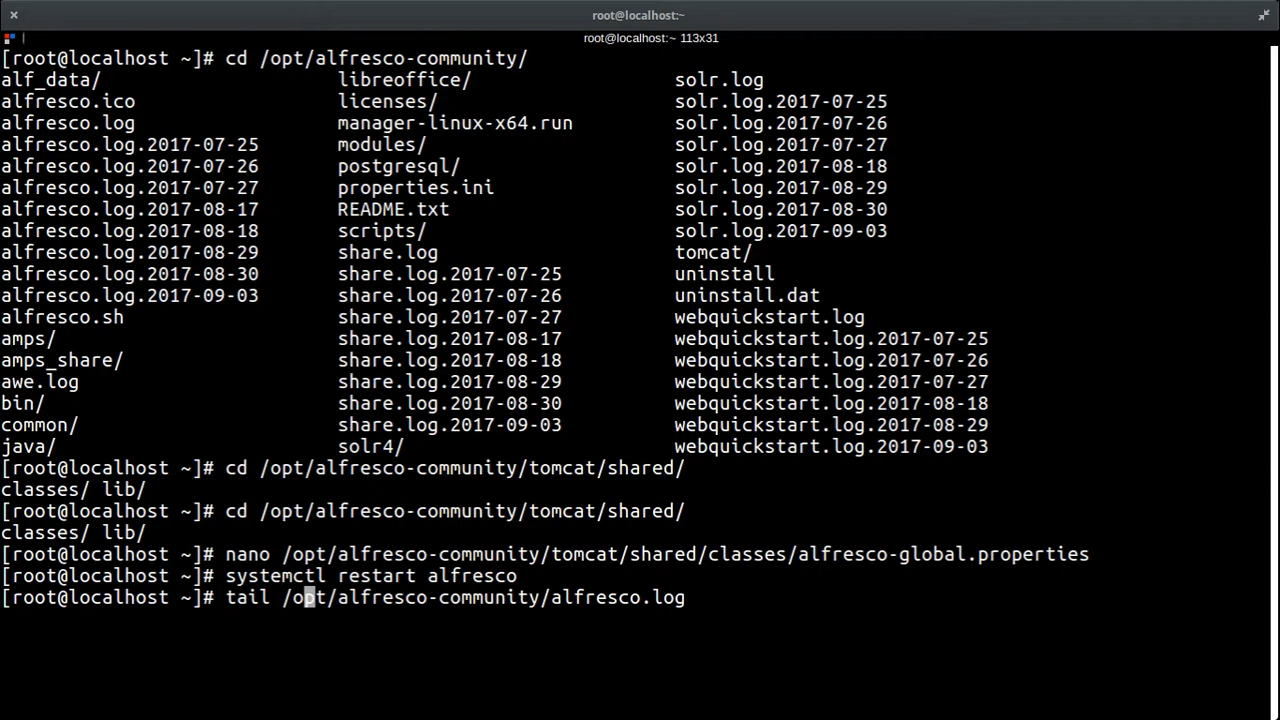 root@localhost:~
root@localhost:~ 113x31
[root@localhost ~]# cd /opt/alfresco-community/
alf_data/ libreoffice/ solr.log
alfresco.ico licenses/ solr.log.2017-07-25
alfresco.log manager-linux-x64.run solr.log.2017-07-26
alfresco.log.2017-07-25 modules/ solr.log.2017-07-27
alfresco.log.2017-07-26 postgresql/ solr.log.2017-08-18
alfresco.log.2017-07-27 properties.ini solr.log.2017-08-29
alfresco.log.2017-08-17 README.txt solr.log.2017-08-30
alfresco.log.2017-08-18 scripts/ solr.log.2017-09-03
alfresco.log.2017-08-29 share.log tomcat/
alfresco.log.2017-08-30 share.log.2017-07-25 uninstall
alfresco.log.2017-09-03 share.log.2017-07-26 uninstall.dat
alfresco.sh share.log.2017-07-27 webquickstart.log
amps/ share.log.2017-08-17 webquickstart.log.2017-07-25
amps_share/ share.log.2017-08-18 webquickstart.log.2017-07-26
awe.log share.log.2017-08-29 webquickstart.log.2017-07-27
bin/ share.log.2017-08-30 webquickstart.log.2017-08-18
common/ share.log.2017-09-03 webquickstart.log.2017-08-29
java/ solr4/ webquickstart.log.2017-09-03
[root@localhost ~]# cd /opt/alfresco-community/tomcat/shared/
classes/ lib/
[root@localhost ~]# cd /opt/alfresco-community/tomcat/shared/
classes/ lib/
[root@localhost ~]# nano /opt/alfresco-community/tomcat/shared/classes/alfresco-global.properties
[root@localhost ~]# systemctl restart alfresco
[root@localhost ~]# tail /opt/alfresco-community/alfresco.log